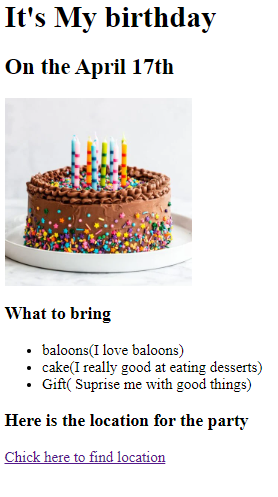 It's My birthday
On the April 17th
What to bring
baloons(I love baloons)
cake(I really good at eating desserts)
Gift( Suprise me with good things)
Here is the location for the party
Chick here to find location